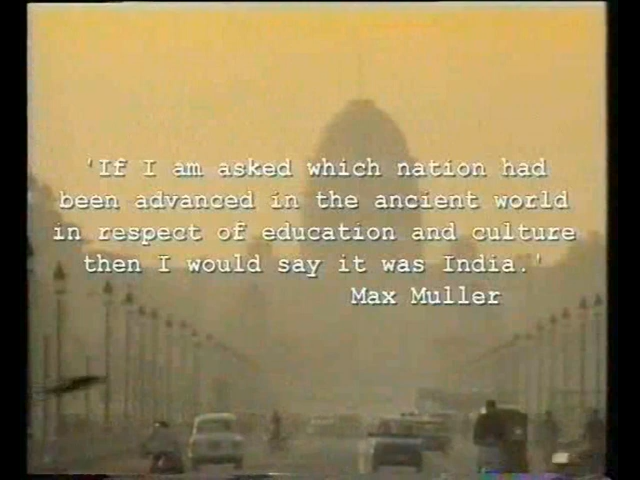 'If I am asked which nation had
been advanced in the ancient world
in respect of education and culture
then I would say it was India.'
Max Muller